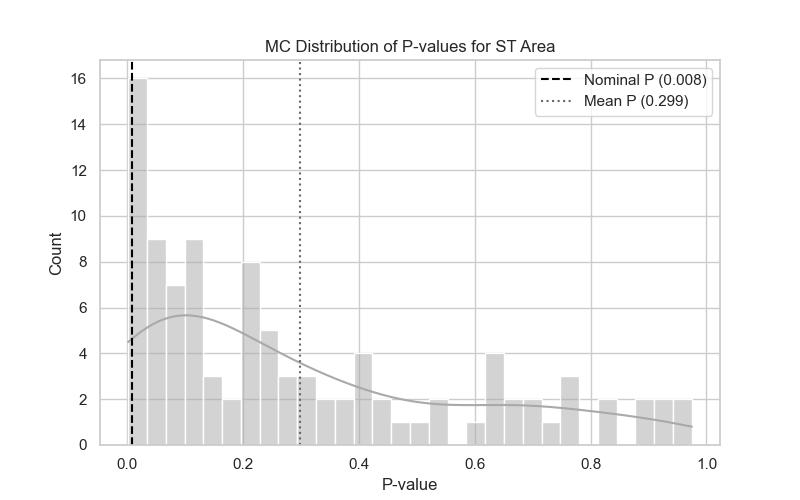 MC Distribution of P-values for ST Area
Nominal P (0.008)
Mean P (0.299)
Count
16
14
12
10
8
6
4
2
0
0.0 0.2 0.4 0.6 0.8 1.0
P-value